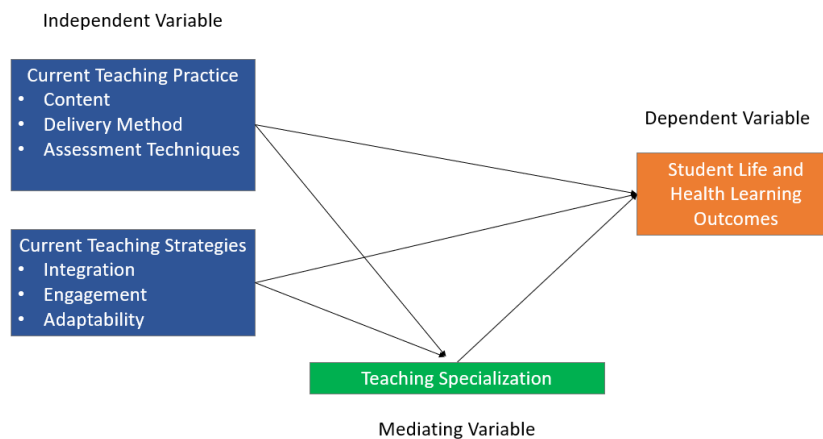 Independent Variable
Current Teaching Practice
• Content
• Delivery Method
• Assessment Techniques
Dependent Variable
Student Life and
Health Learning
Outcomes
Current Teaching Strategies
• Integration
• Engagement
• Adaptability
Teaching Specialization
Mediating Variable